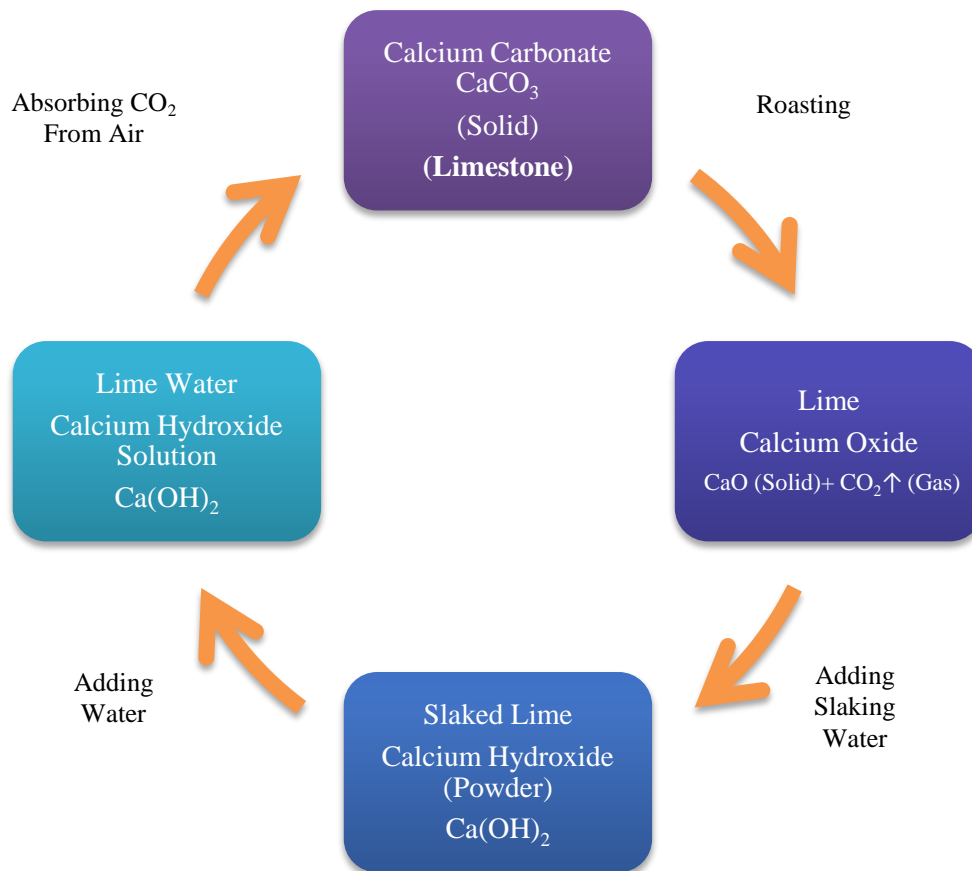 Calcium Carbonate
CaCO₃
(Solid)
(Limestone)
Roasting
Lime
Calcium Oxide
CaO (Solid)+ CO₂↑ (Gas)
Adding
Slaking
Water
Slaked Lime
Calcium Hydroxide
(Powder)
Ca(OH)₂
Adding
Water
Lime Water
Calcium Hydroxide
Solution
Ca(OH)₂
Absorbing CO₂
From Air